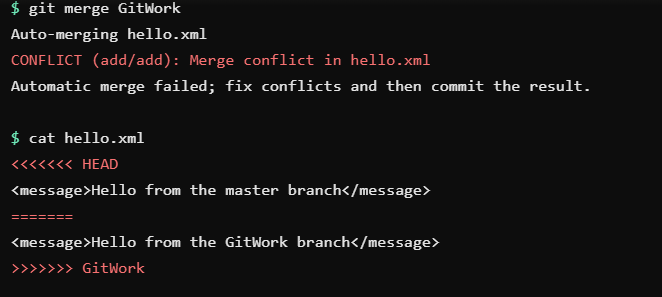 $ git merge GitWork
Auto-merging hello.xml
CONFLICT (add/add): Merge conflict in hello.xml
Automatic merge failed; fix conflicts and then commit the result.
$ cat hello.xml
<<<<<<< HEAD
<message>Hello from the master branch</message>
=======
<message>Hello from the GitWork branch</message>
>>>>>>> GitWork